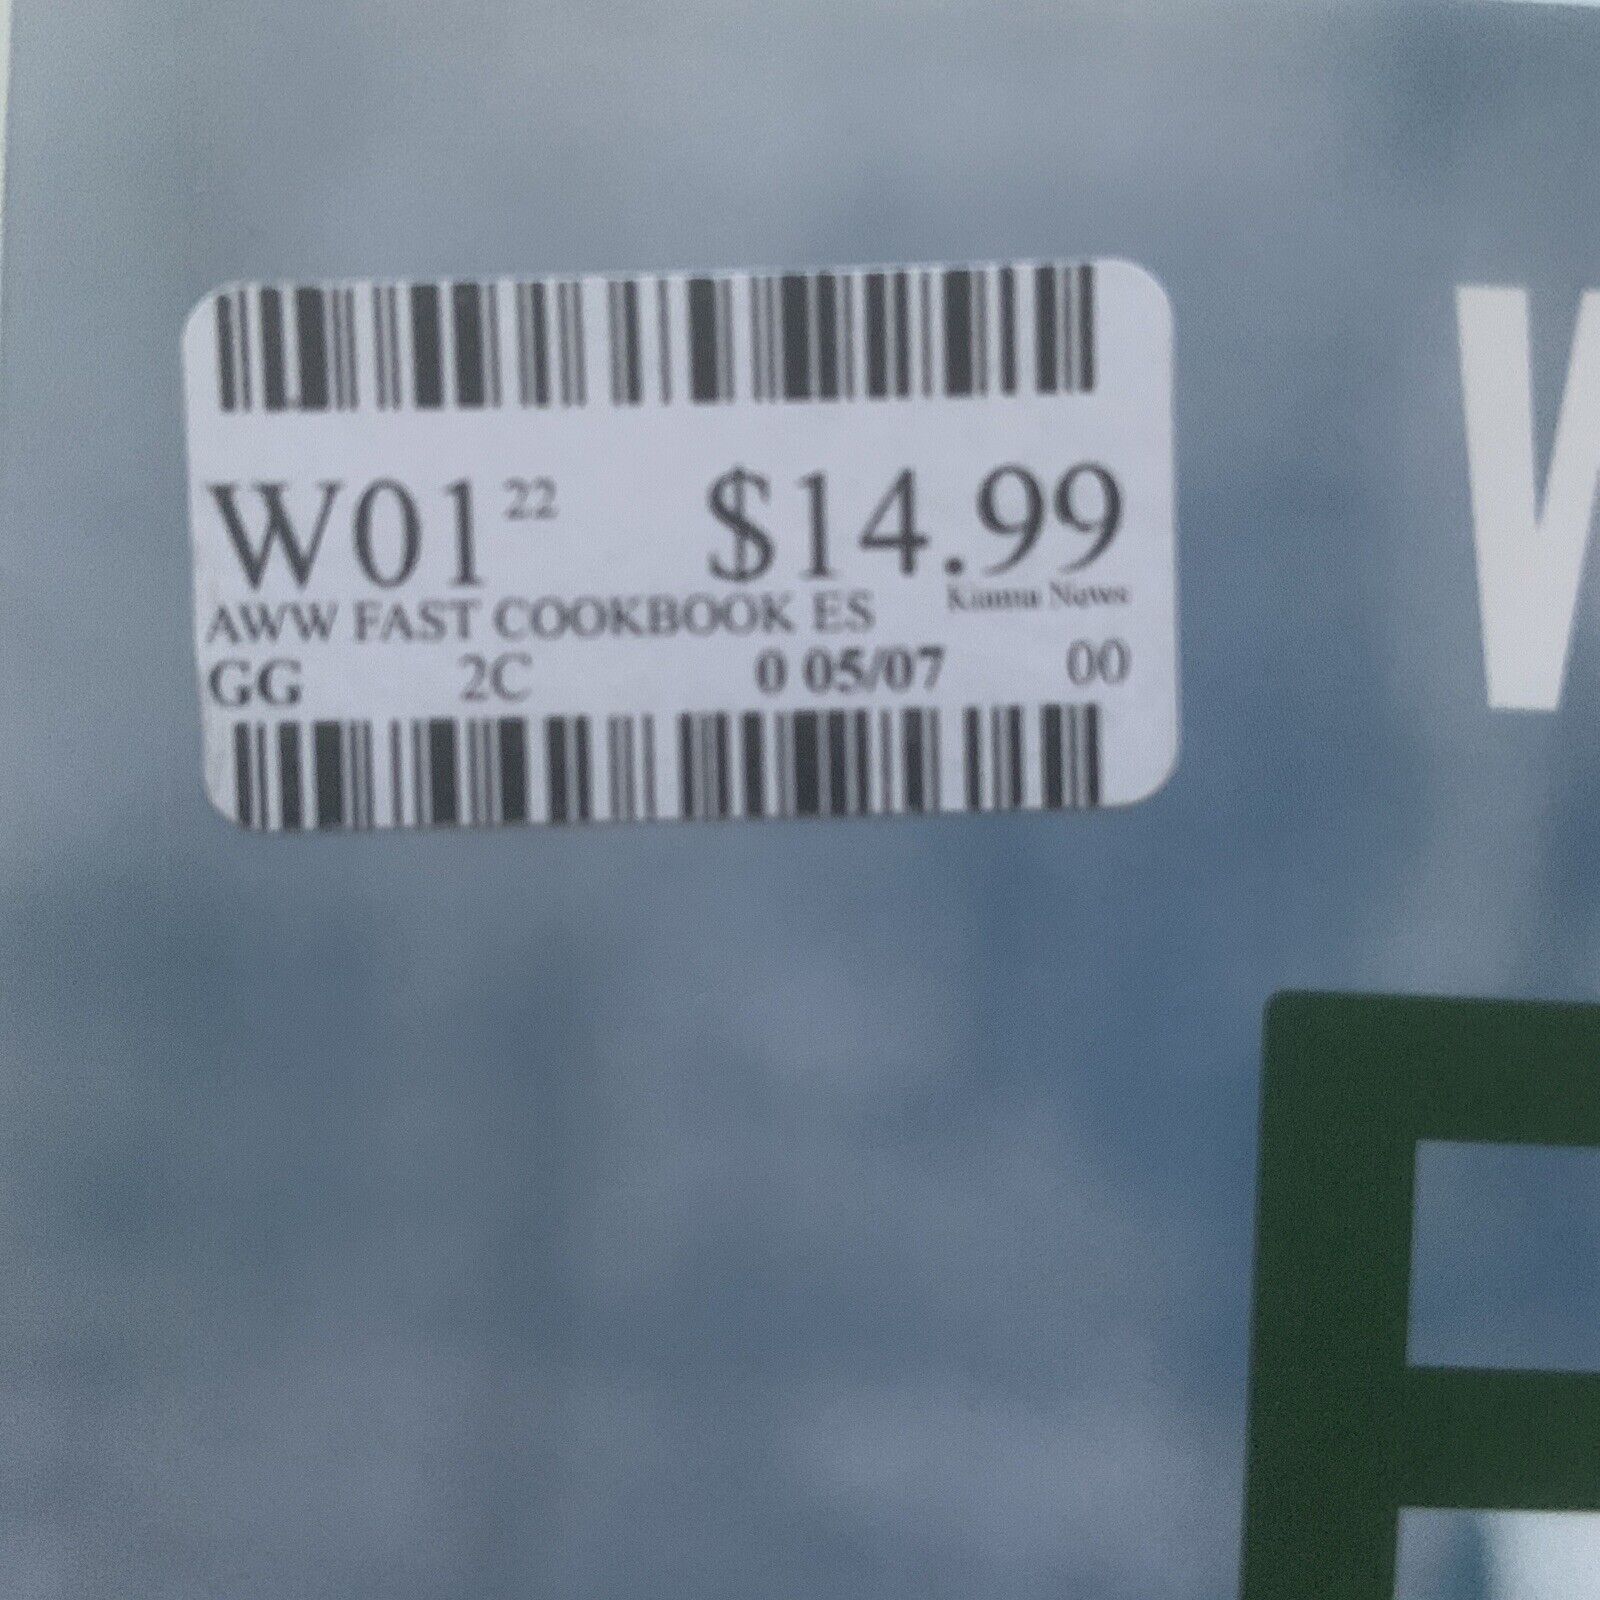 W01 22 $14.99
AWW FAST COOKBOOK ES Kiama News
GG 2C 0 05/07 00